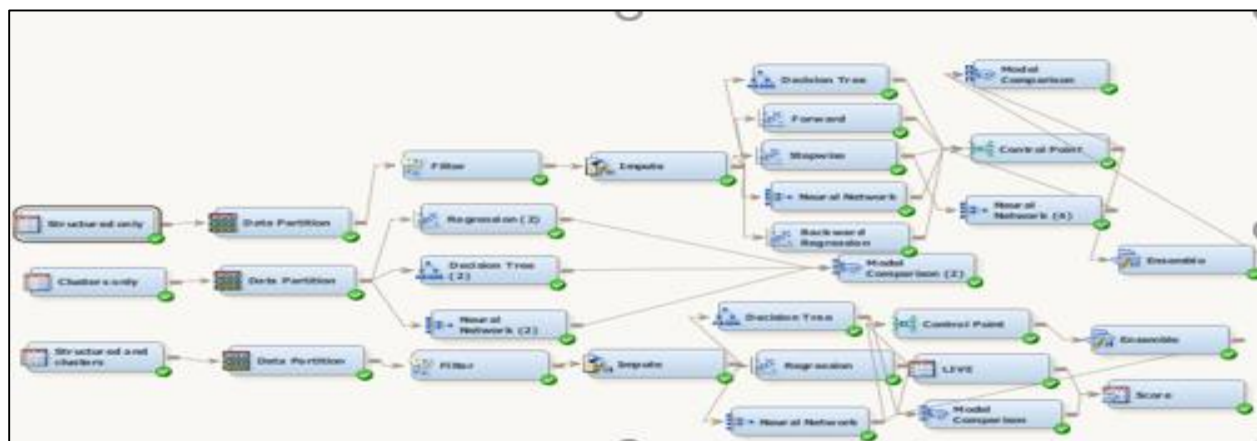 Structured only
Data Partition
Filter
Impute
Decision Tree
Forward
Stepwise
Neural Network
Backward
Regression
Control Point
Model
Comparison
Neural
Network (4)
Ensemble
Clusters only
Data Partition
Regression (2)
Decision Tree
(2)
Neural
Network (2)
Model
Comparison (2)
Structured and
clusters
Data Partition
Filter
Impute
Decision Tree
Regression
Neural Network
Control Point
LIVE
Model
Comparison
Ensemble
Score